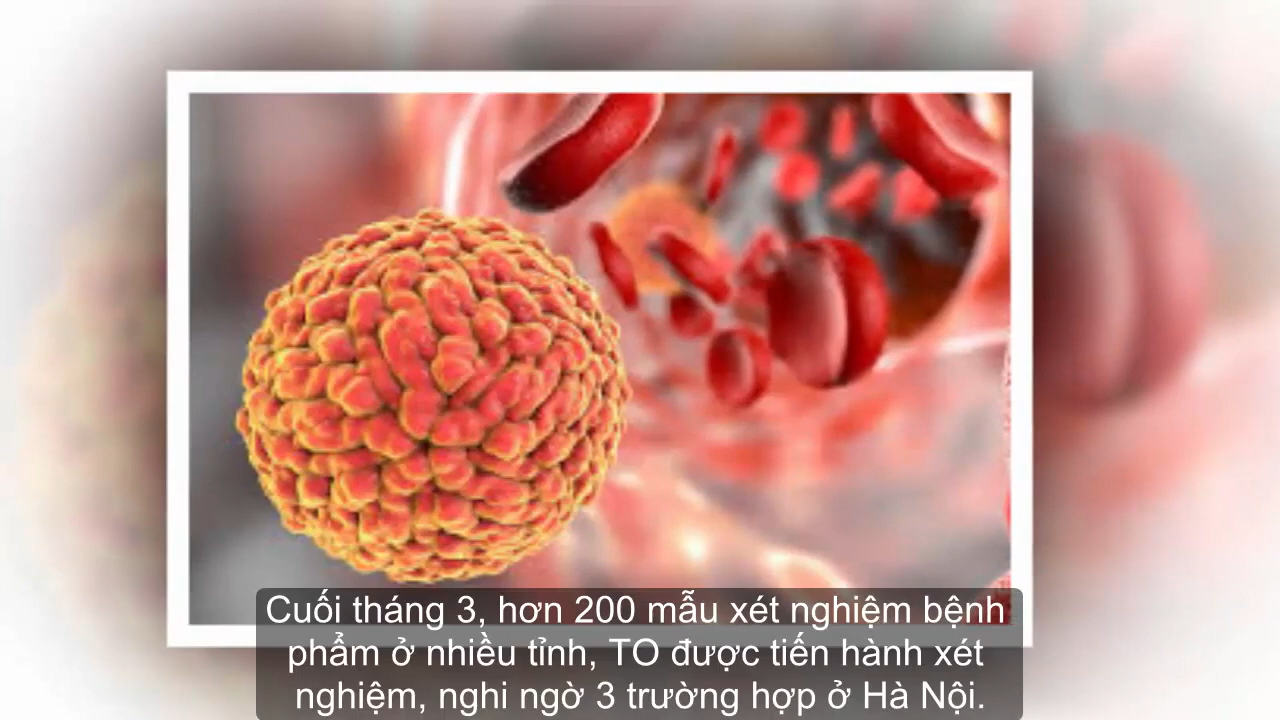 Cuối tháng 3, hơn 200 mẫu xét nghiệm bệnh
phẩm ở nhiều tỉnh, TO được tiến hành xét
nghiệm, nghi ngờ 3 trường hợp ở Hà Nội.